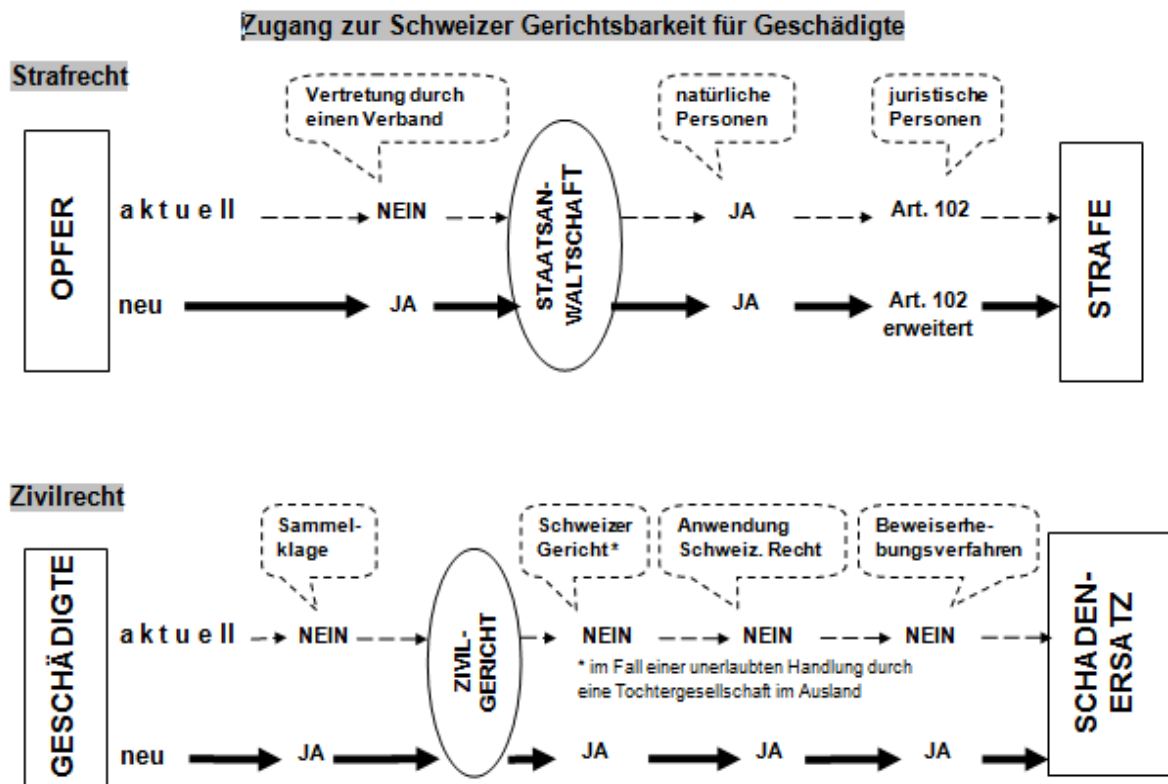 Zugang zur Schweizer Gerichtsbarkeit für Geschädigte
Strafrecht
Vertretung durch
einen Verband
natürliche
Personen
juristische
Personen
OPFER
aktuell
NEIN
STAATSAN-
WALTSCHAFT
JA
Art. 102
STRAFE
neu
JA
JA
Art. 102
erweitert
Zivilrecht
Sammel-
klage
Schweizer
Gericht*
Anwendung
Schweiz. Recht
Beweiserhe-
bungsverfahren
GESCHÄDIGTE
aktuell
NEIN
ZIVIL-
GERICHT
NEIN
NEIN
NEIN
SCHADEN-
ERSATZ
* im Fall einer unerlaubten Handlung durch
eine Tochtergesellschaft im Ausland
neu
JA
JA
JA
JA